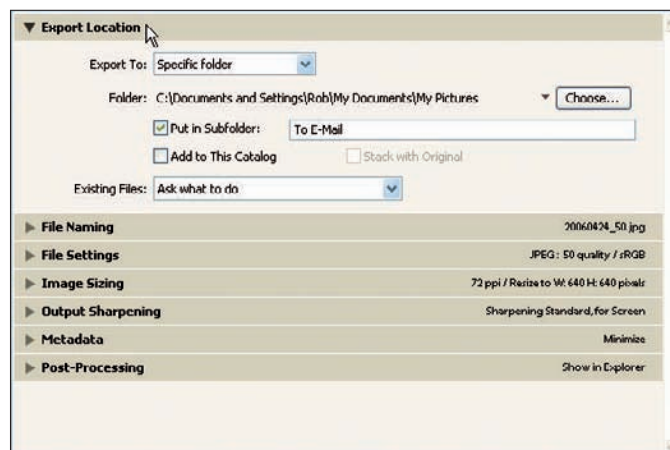 Export Location
Export To: Specific folder
Folder: C:\Documents and Settings\Rob\My Documents\My Pictures Choose...
Put in Subfolder: To E-Mail
Add to This Catalog Stack with Original
Existing Files: Ask what to do
File Naming 20060424_50.jpg
File Settings JPEG: 50 quality / sRGB
Image Sizing 72 ppi / Resize to W: 640 H: 640 pixels
Output Sharpening Sharpening Standard, for Screen
Metadata Minimize
Post-Processing Show in Explorer